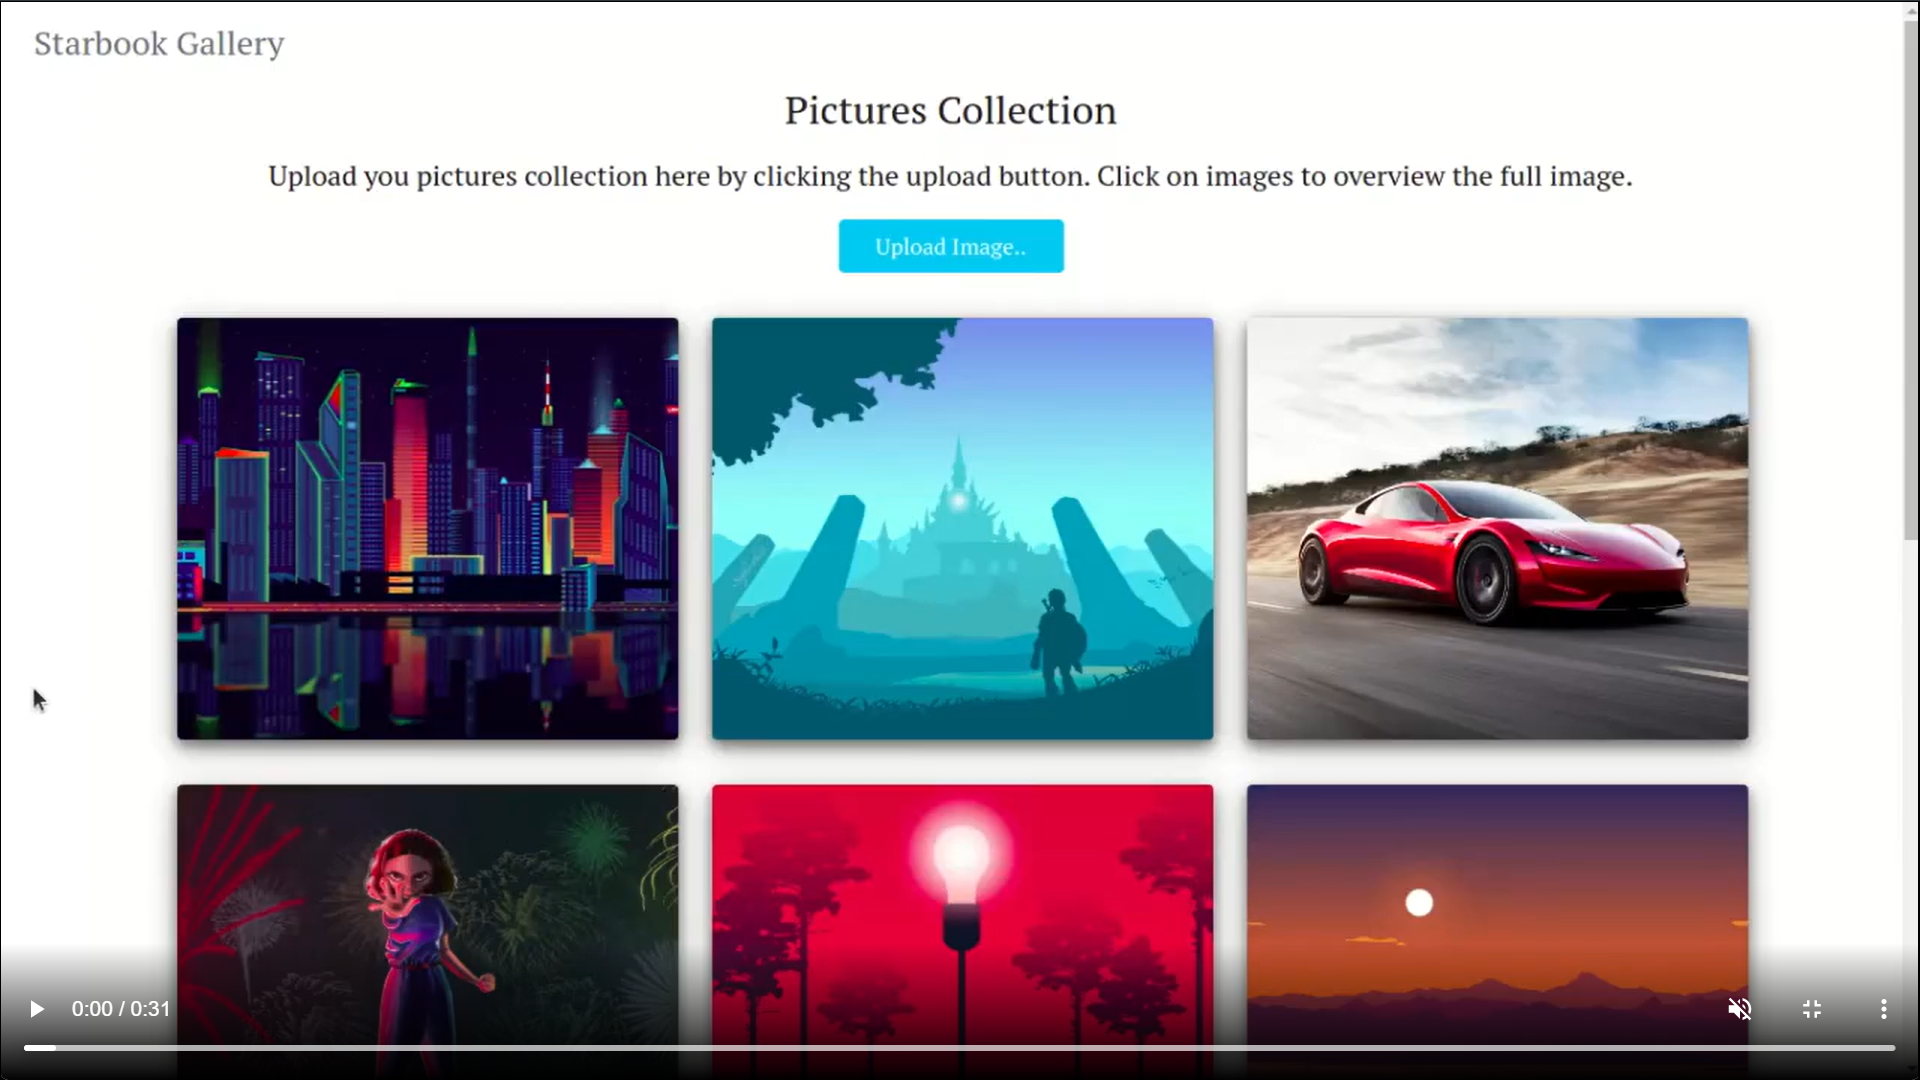 Starbook Gallery
Pictures Collection
Upload you pictures collection here by clicking the upload button. Click on images to overview the full image.
Upload Image..
0:00 / 0:31